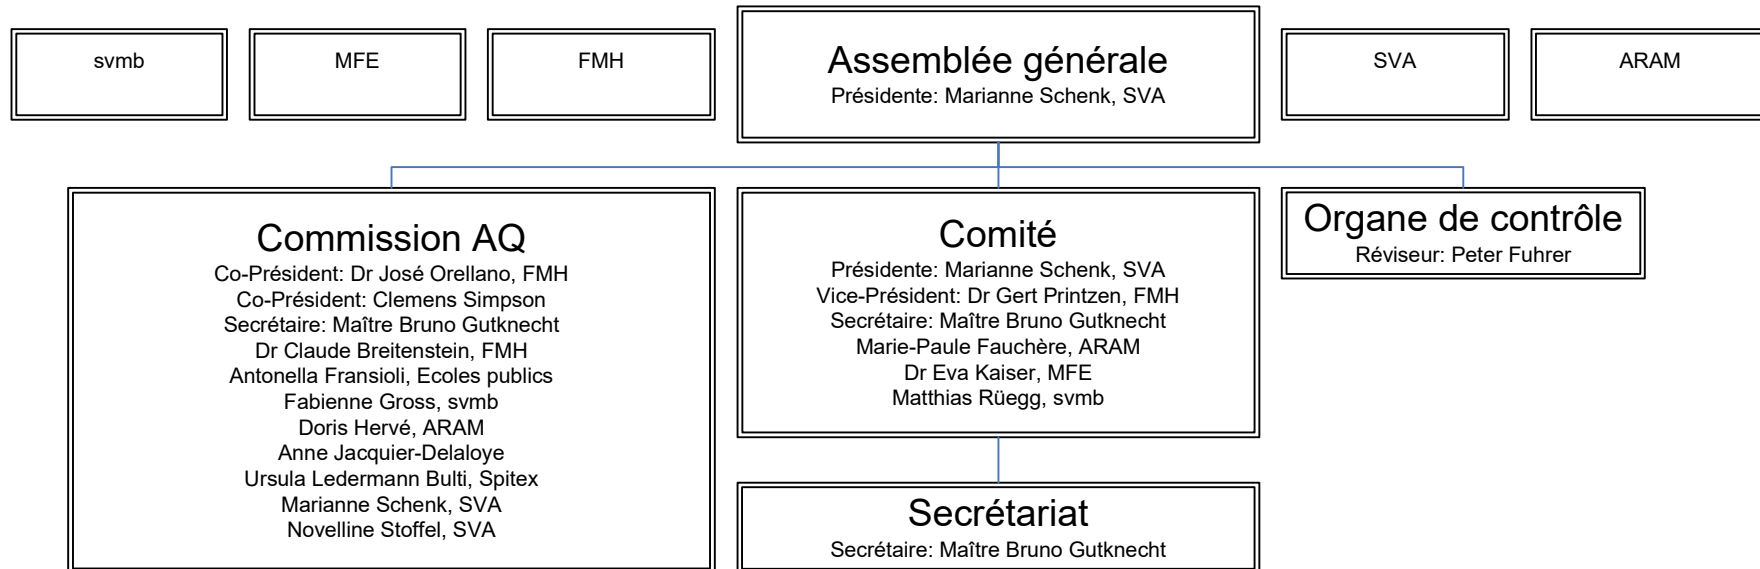 svmb
MFE
FMH
Assemblée générale
Présidente: Marianne Schenk, SVA
SVA
ARAM
Commission AQ
Co-Président: Dr José Orellano, FMH
Co-Président: Clemens Simpson
Secrétaire: Maître Bruno Gutknecht
Dr Claude Breitenstein, FMH
Antonella Fransioli, Ecoles publics
Fabienne Gross, svmb
Doris Hervé, ARAM
Anne Jacquier-Delaloye
Ursula Ledermann Bulti, Spitex
Marianne Schenk, SVA
Novelline Stoffel, SVA
Comité
Présidente: Marianne Schenk, SVA
Vice-Président: Dr Gert Printzen, FMH
Secrétaire: Maître Bruno Gutknecht
Marie-Paule Fauchère, ARAM
Dr Eva Kaiser, MFE
Matthias Rüegg, svmb
Organe de contrôle
Réviseur: Peter Fuhrer
Secrétariat
Secrétaire: Maître Bruno Gutknecht